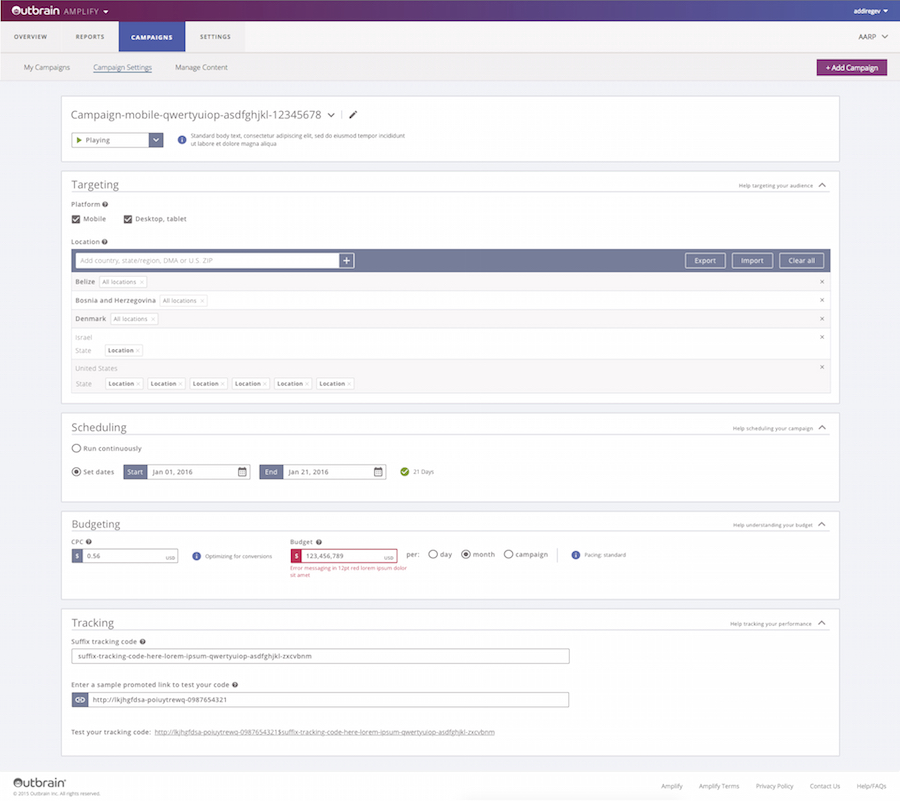 Outbrain AMPLIFY
addiregev
OVERVIEW REPORTS CAMPAIGNS SETTINGS
AARP
My Campaigns Campaign Settings Manage Content
+ Add Campaign
Campaign-mobile-qwertyuiop-asdfghjkl-12345678
Playing
Standard body text, consectetur adipiscing elit, sed do eiusmod tempor incididunt
ut labore et dolore magna aliqua
Targeting
Help targeting your audience
Platform
Mobile Desktop, tablet
Location
Add country, state/region, DMA or U.S. ZIP
Export Import Clear all
Belize All locations ×
Bosnia and Herzegovina All locations ×
Denmark All locations ×
Israel
State Location ×
United States
State Location × Location × Location × Location × Location × Location ×
Scheduling
Help scheduling your campaign
Run continuously
Set dates Start Jan 01, 2016 End Jan 21, 2016 21 Days
Budgeting
Help understanding your budget
CPC Budget
$ 0.56 USD Optimizing for conversions $ 123,456,789 USD per: day month campaign Pacing: standard
Error messaging in 12pt red lorem ipsum dolor
sit amet
Tracking
Help tracking your performance
Suffix tracking code
suffix-tracking-code-here-lorem-ipsum-qwertyuiop-asdfghjkl-zxcvbnm
Enter a sample promoted link to test your code
http://lkjhgfdsa-poiuytrewq-0987654321
Test your tracking code: http://lkjhgfdsa-poiuytrewq-0987654321$suffix-tracking-code-here-lorem-ipsum-qwertyuiop-asdfghjkl-zxcvbnm
Outbrain
© 2015 Outbrain Inc. All rights reserved.
Amplify Amplify Terms Privacy Policy Contact Us Help/FAQs